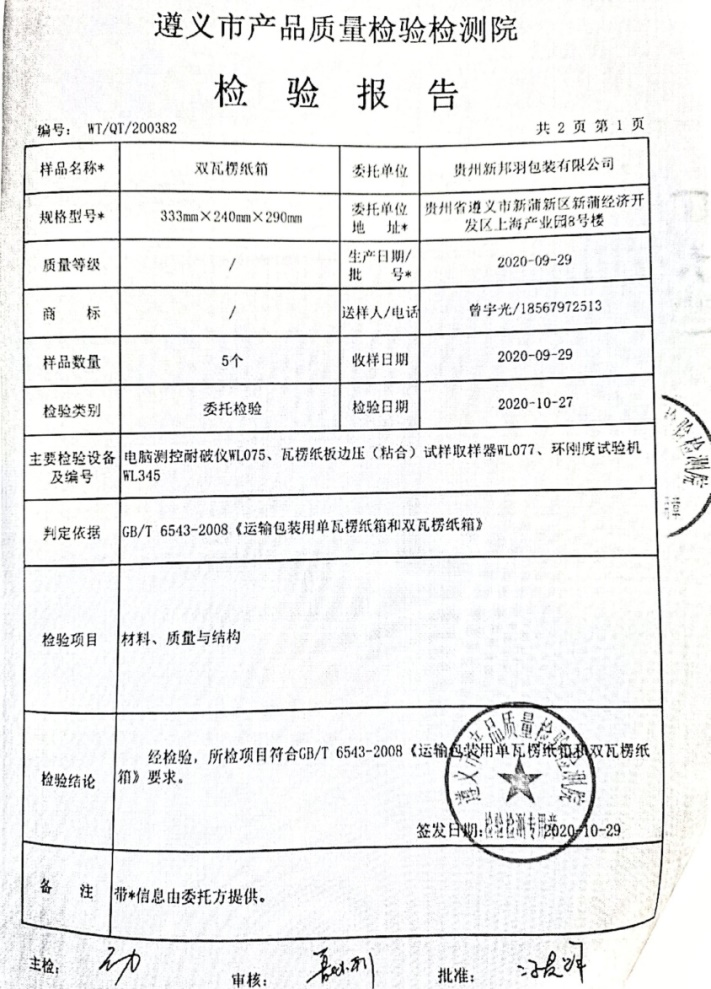 遵义市产品质量检验检测院
检 验 报 告
编号： WT/QT/200382
共 2 页 第 1 页
样品名称* 双瓦楞纸箱 委托单位 贵州新邦羽包装有限公司
规格型号* 333mm×240mm×290mm 委托单位地 址* 贵州省遵义市新蒲新区新蒲经济开
发区上海产业园8号楼
质量等级 / 生产日期/批 号* 2020-09-29
商 标 / 送样人/电话 曾宇光/18567972513
样品数量 5个 收样日期 2020-09-29
检验类别 委托检验 检验日期 2020-10-27
主要检验设备及编号 电脑测控耐破仪WL075、瓦楞纸板边压（粘合）试样取样器WL077、环刚度试验机
WL345
判定依据 GB/T 6543-2008《运输包装用单瓦楞纸箱和双瓦楞纸箱》
检验项目 材料、质量与结构
检验结论 经检验，所检项目符合GB/T 6543-2008《运输包装用单瓦楞纸箱和双瓦楞纸
箱》要求。
遵义市产品质量检验检测院
检验检测专用章
签发日期: 2020-10-29
备 注 带*信息由委托方提供。
主检：
审核：
批准：
检验检测院
用章